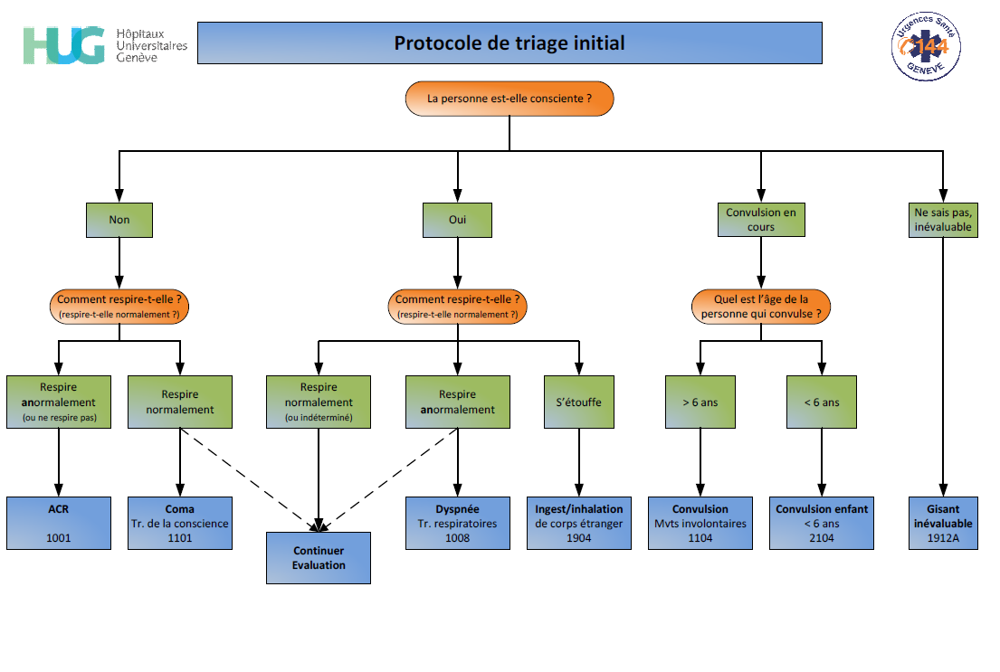 HUG
Hôpitaux
Universitaires
Genève
Protocole de triage initial
Urgences Santé
144
GENEVE
La personne est-elle consciente ?
Non
Oui
Convulsion en
cours
Ne sais pas,
inévaluable
Comment respire-t-elle ?
(respire-t-elle normalement ?)
Comment respire-t-elle ?
(respire-t-elle normalement ?)
Quel est l'âge de la
personne qui convulse ?
Respire
anormalement
(ou ne respire pas)
Respire
normalement
Respire
normalement
(ou indéterminé)
Respire
anormalement
S'étouffe
> 6 ans
< 6 ans
ACR
1001
Coma
Tr. de la conscience
1101
Continuer
Evaluation
Dyspnée
Tr. respiratoires
1008
Ingest/inhalation
de corps étranger
1904
Convulsion
Mvts involontaires
1104
Convulsion enfant
< 6 ans
2104
Gisant
inévaluable
1912A